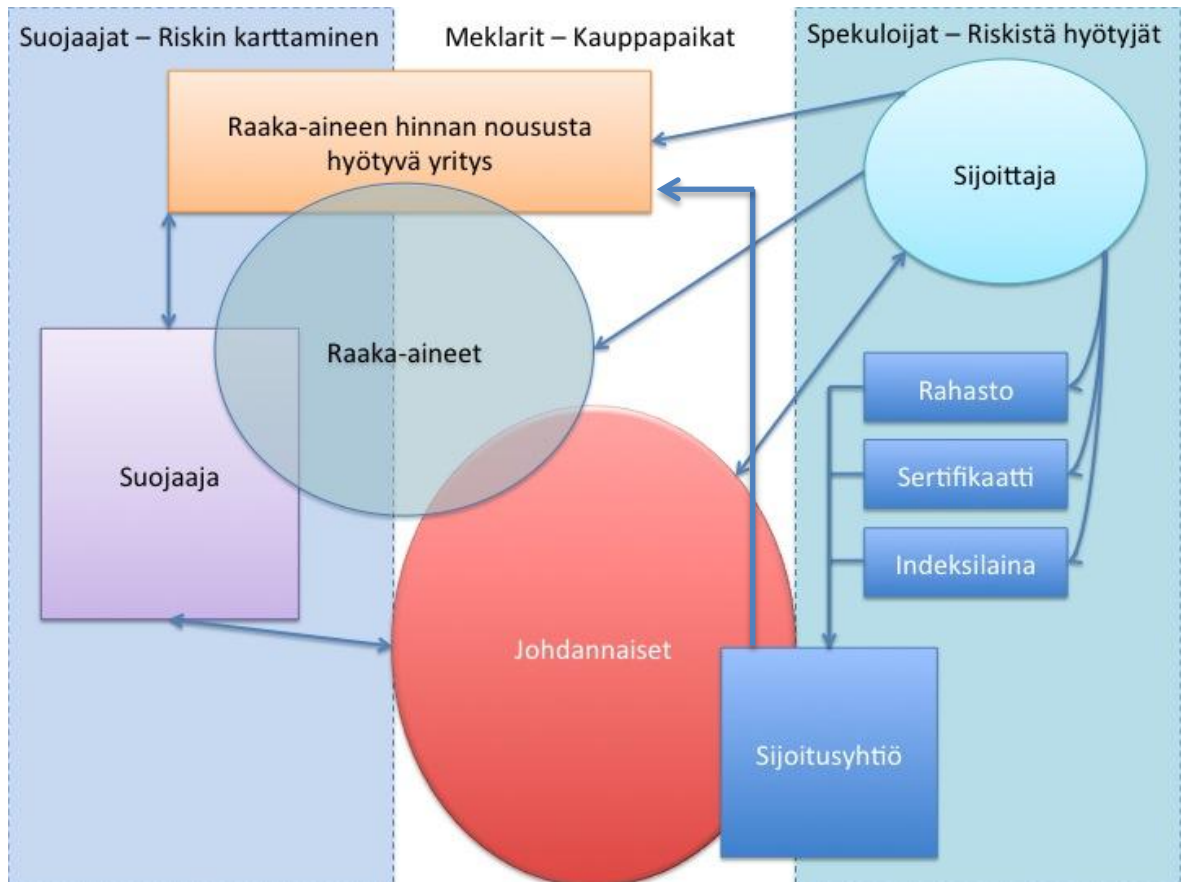 Suojaajat – Riskin karttaminen
Meklarit – Kauppapaikat
Spekuloijat – Riskistä hyötyjät
Raaka-aineen hinnan noususta
hyötyvä yritys
Sijoittaja
Raaka-aineet
Rahasto
Suojaaja
Sertifikaatti
Indeksilaina
Johdannaiset
Sijoitusyhtiö